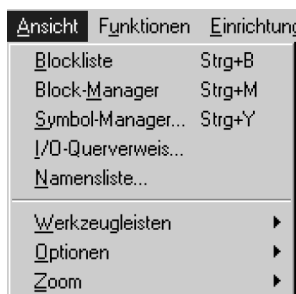 Ansicht Funktionen Einrichtung
Blockliste Strg+B
Block-Manager Strg+M
Symbol-Manager... Strg+Y
I/O-Querverweis...
Namensliste...
Werkzeugleisten
Optionen
Zoom